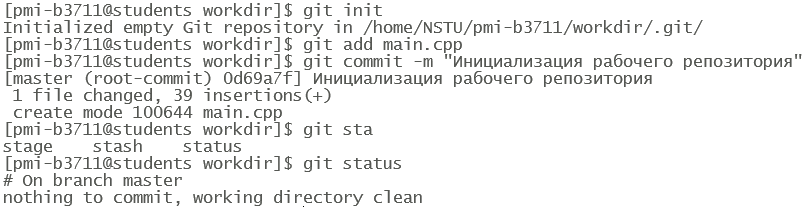 [pmi-b3711@students workdir]$ git init
Initialized empty Git repository in /home/NSTU/pmi-b3711/workdir/.git/
[pmi-b3711@students workdir]$ git add main.cpp
[pmi-b3711@students workdir]$ git commit -m "Инициализация рабочего репозитория"
[master (root-commit) 0d69a7f] Инициализация рабочего репозитория
 1 file changed, 39 insertions(+)
 create mode 100644 main.cpp
[pmi-b3711@students workdir]$ git sta
stage    stash    status
[pmi-b3711@students workdir]$ git status
# On branch master
nothing to commit, working directory clean